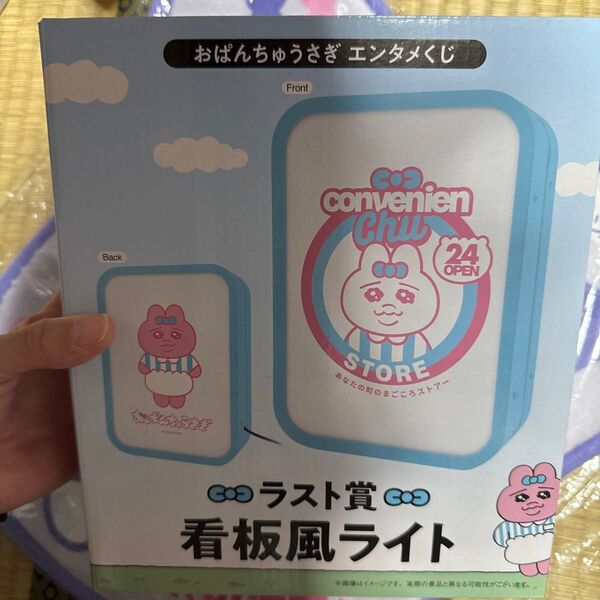 おぱんちゅうさぎ エンタメくじ
Front
convenien
Chu
24
OPEN
STORE
あなたの町のまごころストアー
Back
おぱんちゅうさぎ
ラスト賞
看板風ライト
※画像はイメージです。実際の景品と異なる可能性がございます。